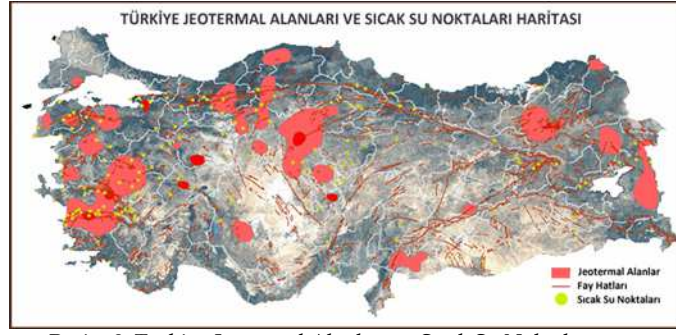 TÜRKİYE JEOTERMAL ALANLARI VE SICAK SU NOKTALARI HARİTASI
Jeotermal Alanlar
Fay Hatları
Sıcak Su Noktaları